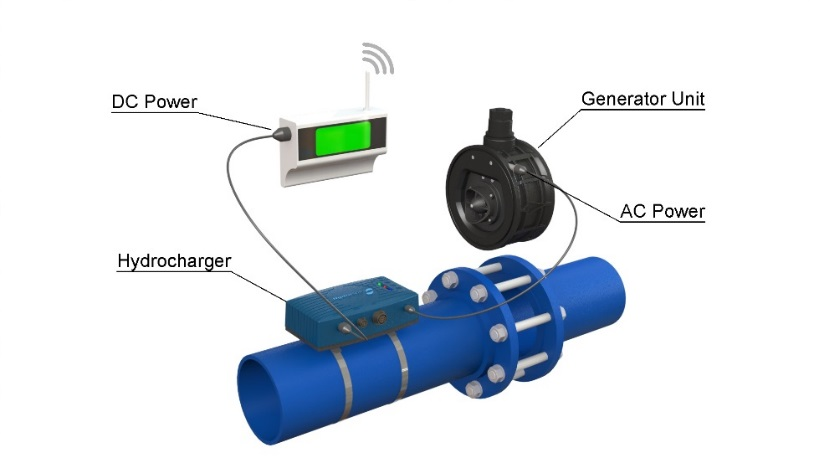 DC Power
Generator Unit
AC Power
Hydrocharger